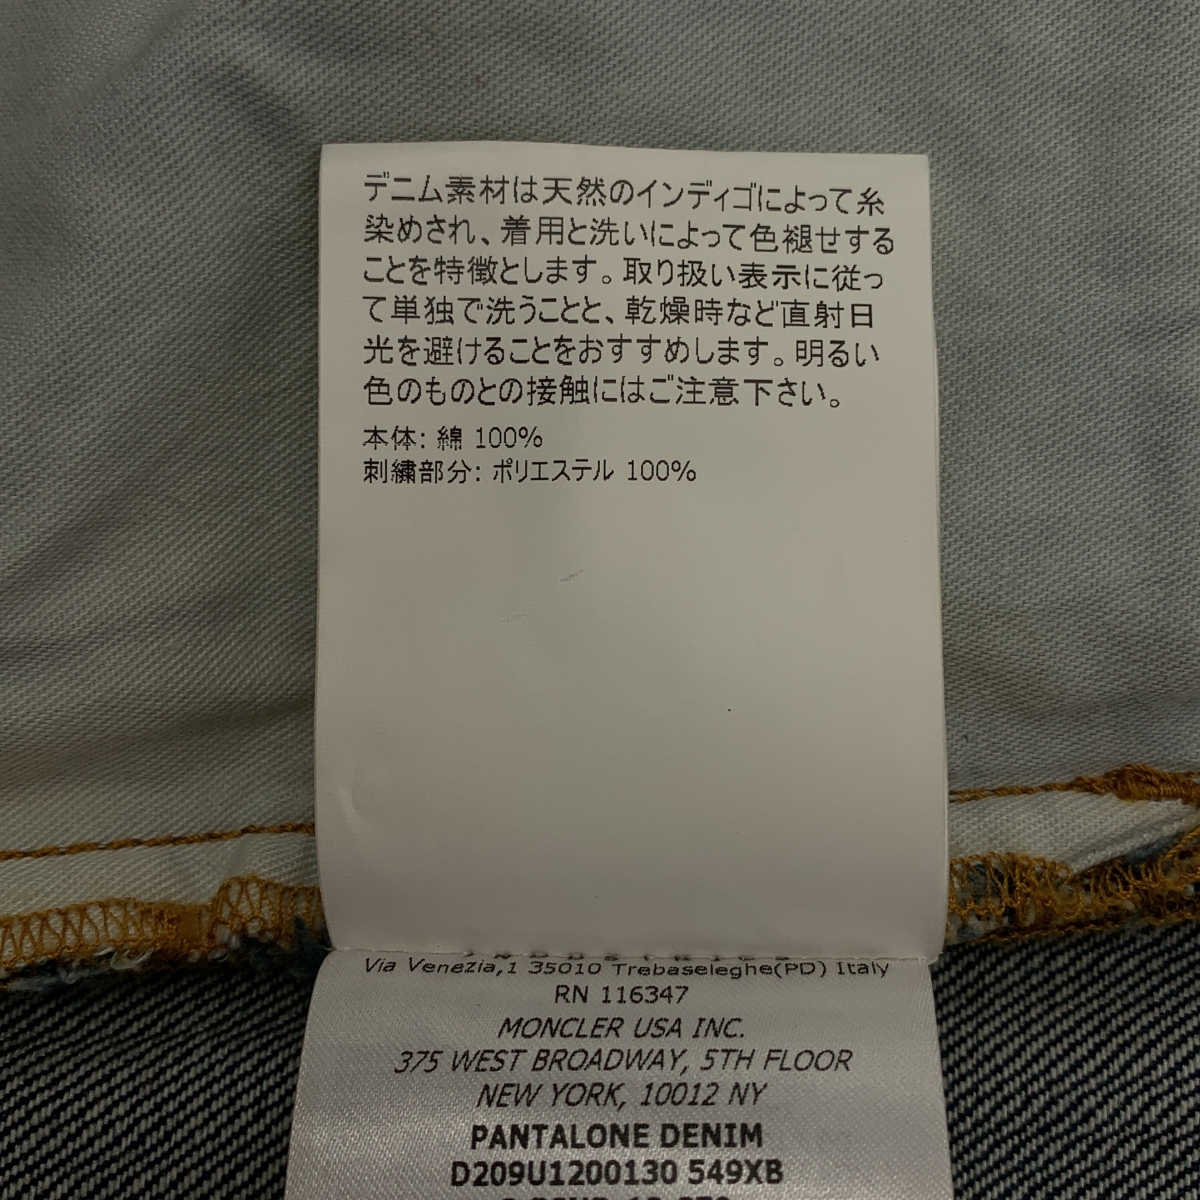 デニム素材は天然のインディゴによって糸
染めされ、着用と洗いによって色褪せする
ことを特徴とします。取り扱い表示に従っ
て単独で洗うことと、乾燥時など直射日
光を避けることをおすすめします。明るい
色のものとの接触にはご注意下さい。
本体: 綿 100%
刺繍部分: ポリエステル 100%
Via Venezia,1 35010 Trebaseleghe(PD) Italy
RN 116347
MONCLER USA INC.
375 WEST BROADWAY, 5TH FLOOR
NEW YORK, 10012 NY
PANTALONE DENIM
D209U1200130 549XB